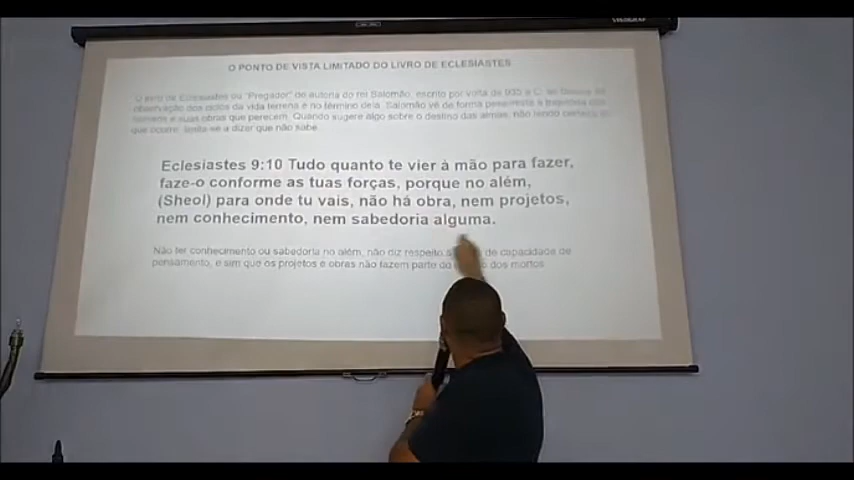 O PONTO DE VISTA LIMITADO DO LIVRO DE ECLESIASTES
O livro de Eclesiastes ou "Pregador" de autoria do rei Salomão, escrito por volta de 935 a C.
observação dos ciclos da vida terrena e no término dela. Salomão vê de forma pessimista a trajetória dos
homens e suas obras que perecem. Quando sugere algo sobre o destino das almas, não tendo certeza
que ocorre, limita-se a dizer que não sabe.
Eclesiastes 9:10 Tudo quanto te vier à mão para fazer,
faze-o conforme as tuas forças, porque no além,
(Sheol) para onde tu vais, não há obra, nem projetos,
nem conhecimento, nem sabedoria alguma.
Não ter conhecimento ou sabedoria no além, não diz respeito de capacidade de
pensamento, e sim que os projetos e obras não fazem parte do dos mortos